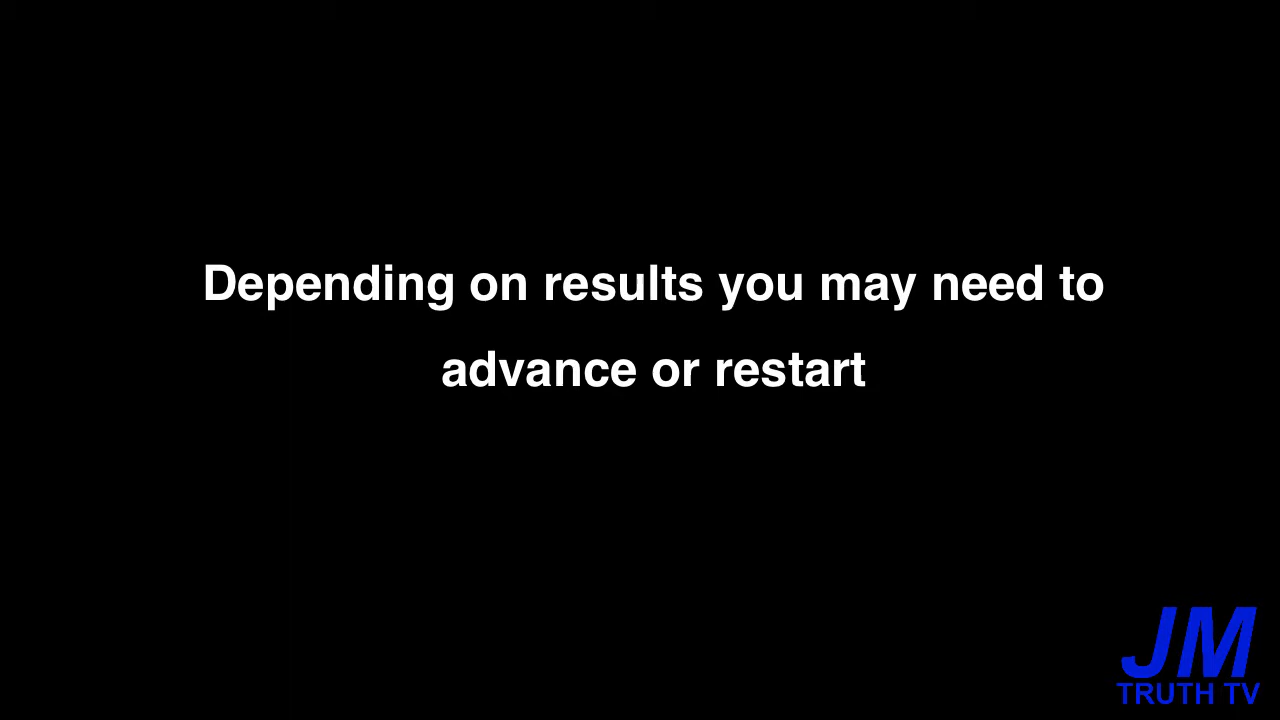 Depending on results you may need to
advance or restart
JM
TRUTH TV